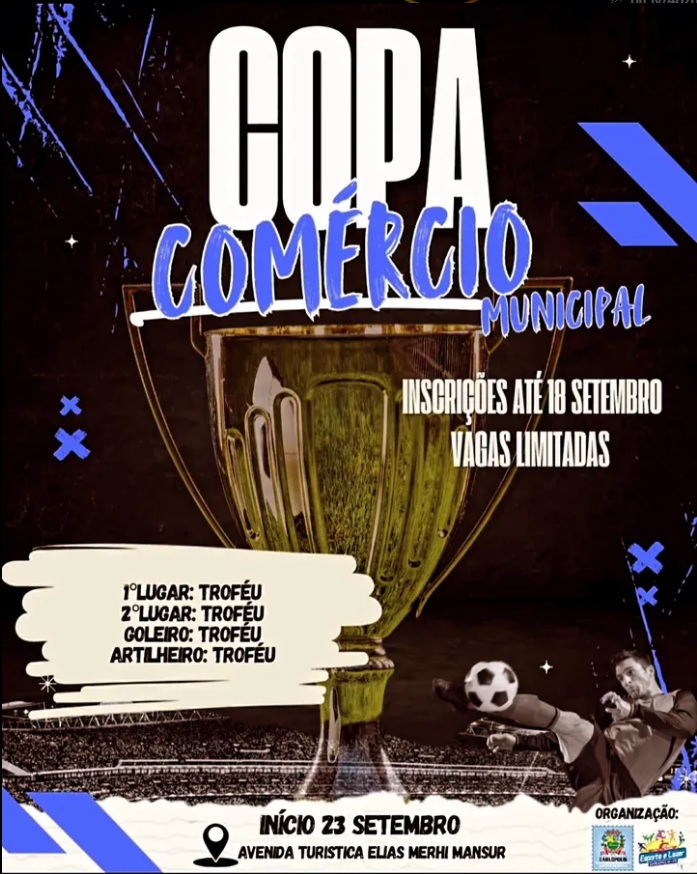 COPA
COMÉRCIO
MUNICIPAL
INSCRIÇÕES ATÉ 18 SETEMBRO
VAGAS LIMITADAS
1°LUGAR: TROFÉU
2°LUGAR: TROFÉU
GOLEIRO: TROFÉU
ARTILHEIRO: TROFÉU
INÍCIO 23 SETEMBRO
AVENIDA TURISTICA ELIAS MERHI MANSUR
ORGANIZAÇÃO:
CARLÓPOLIS
Esporte e Lazer